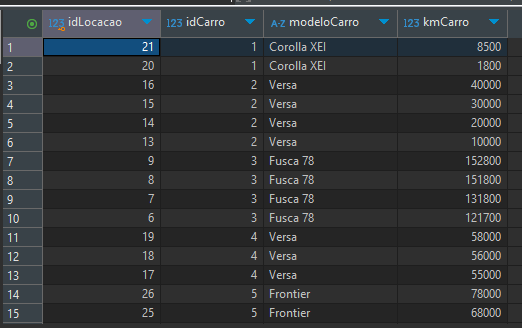 123 idLocacao 123 idCarro A-Z modeloCarro 123 kmCarro
1 21 1 Corolla XEI 8500
2 20 1 Corolla XEI 1800
3 16 2 Versa 40000
4 15 2 Versa 30000
5 14 2 Versa 20000
6 13 2 Versa 10000
7 9 3 Fusca 78 152800
8 8 3 Fusca 78 151800
9 7 3 Fusca 78 131800
10 6 3 Fusca 78 121700
11 19 4 Versa 58000
12 18 4 Versa 56000
13 17 4 Versa 55000
14 26 5 Frontier 78000
15 25 5 Frontier 68000